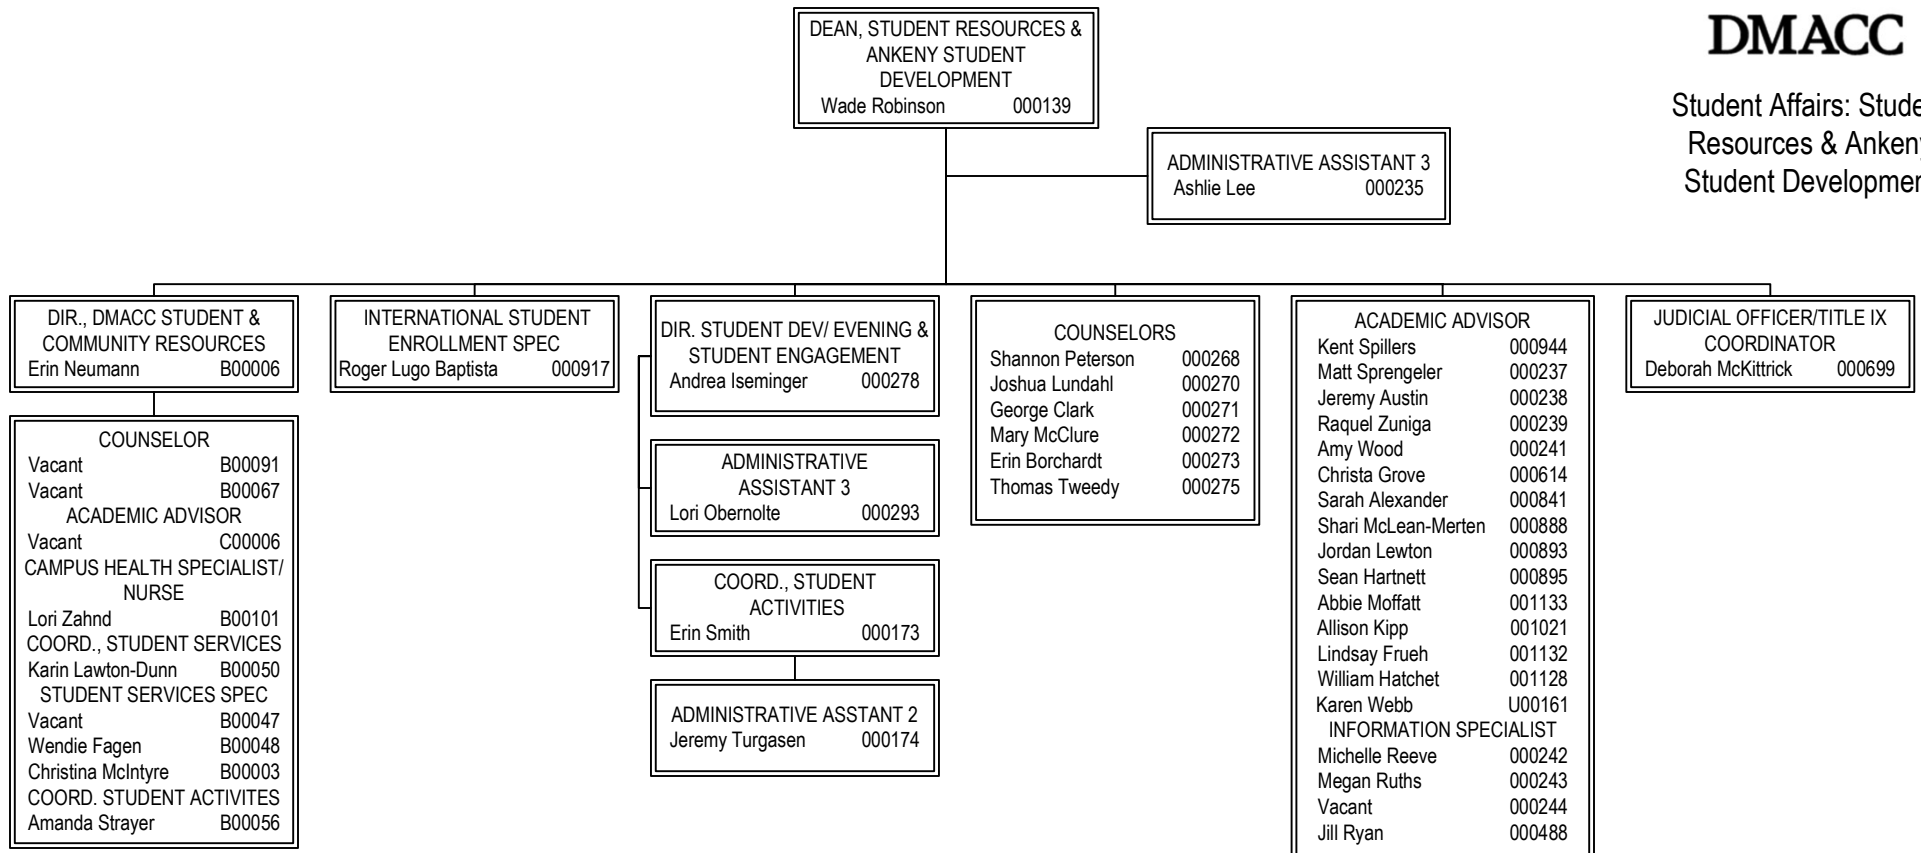 DMACC
Student Affairs: Stude
Resources & Ankeny
Student Developmen
DEAN, STUDENT RESOURCES &
ANKENY STUDENT
DEVELOPMENT
Wade Robinson 000139
ADMINISTRATIVE ASSISTANT 3
Ashlie Lee 000235
DIR., DMACC STUDENT &
COMMUNITY RESOURCES
Erin Neumann B00006
COUNSELOR
Vacant B00091
Vacant B00067
ACADEMIC ADVISOR
Vacant C00006
CAMPUS HEALTH SPECIALIST/
NURSE
Lori Zahnd B00101
COORD., STUDENT SERVICES
Karin Lawton-Dunn B00050
STUDENT SERVICES SPEC
Vacant B00047
Wendie Fagen B00048
Christina McIntyre B00003
COORD. STUDENT ACTIVITES
Amanda Strayer B00056
INTERNATIONAL STUDENT
ENROLLMENT SPEC
Roger Lugo Baptista 000917
DIR. STUDENT DEV/ EVENING &
STUDENT ENGAGEMENT
Andrea Iseminger 000278
ADMINISTRATIVE
ASSISTANT 3
Lori Obernolte 000293
COORD., STUDENT
ACTIVITIES
Erin Smith 000173
ADMINISTRATIVE ASSTANT 2
Jeremy Turgasen 000174
COUNSELORS
Shannon Peterson 000268
Joshua Lundahl 000270
George Clark 000271
Mary McClure 000272
Erin Borchardt 000273
Thomas Tweedy 000275
ACADEMIC ADVISOR
Kent Spillers 000944
Matt Sprengeler 000237
Jeremy Austin 000238
Raquel Zuniga 000239
Amy Wood 000241
Christa Grove 000614
Sarah Alexander 000841
Shari McLean-Merten 000888
Jordan Lewton 000893
Sean Hartnett 000895
Abbie Moffatt 001133
Allison Kipp 001021
Lindsay Frueh 001132
William Hatchet 001128
Karen Webb U00161
INFORMATION SPECIALIST
Michelle Reeve 000242
Megan Ruths 000243
Vacant 000244
Jill Ryan 000488
JUDICIAL OFFICER/TITLE IX
COORDINATOR
Deborah McKittrick 000699